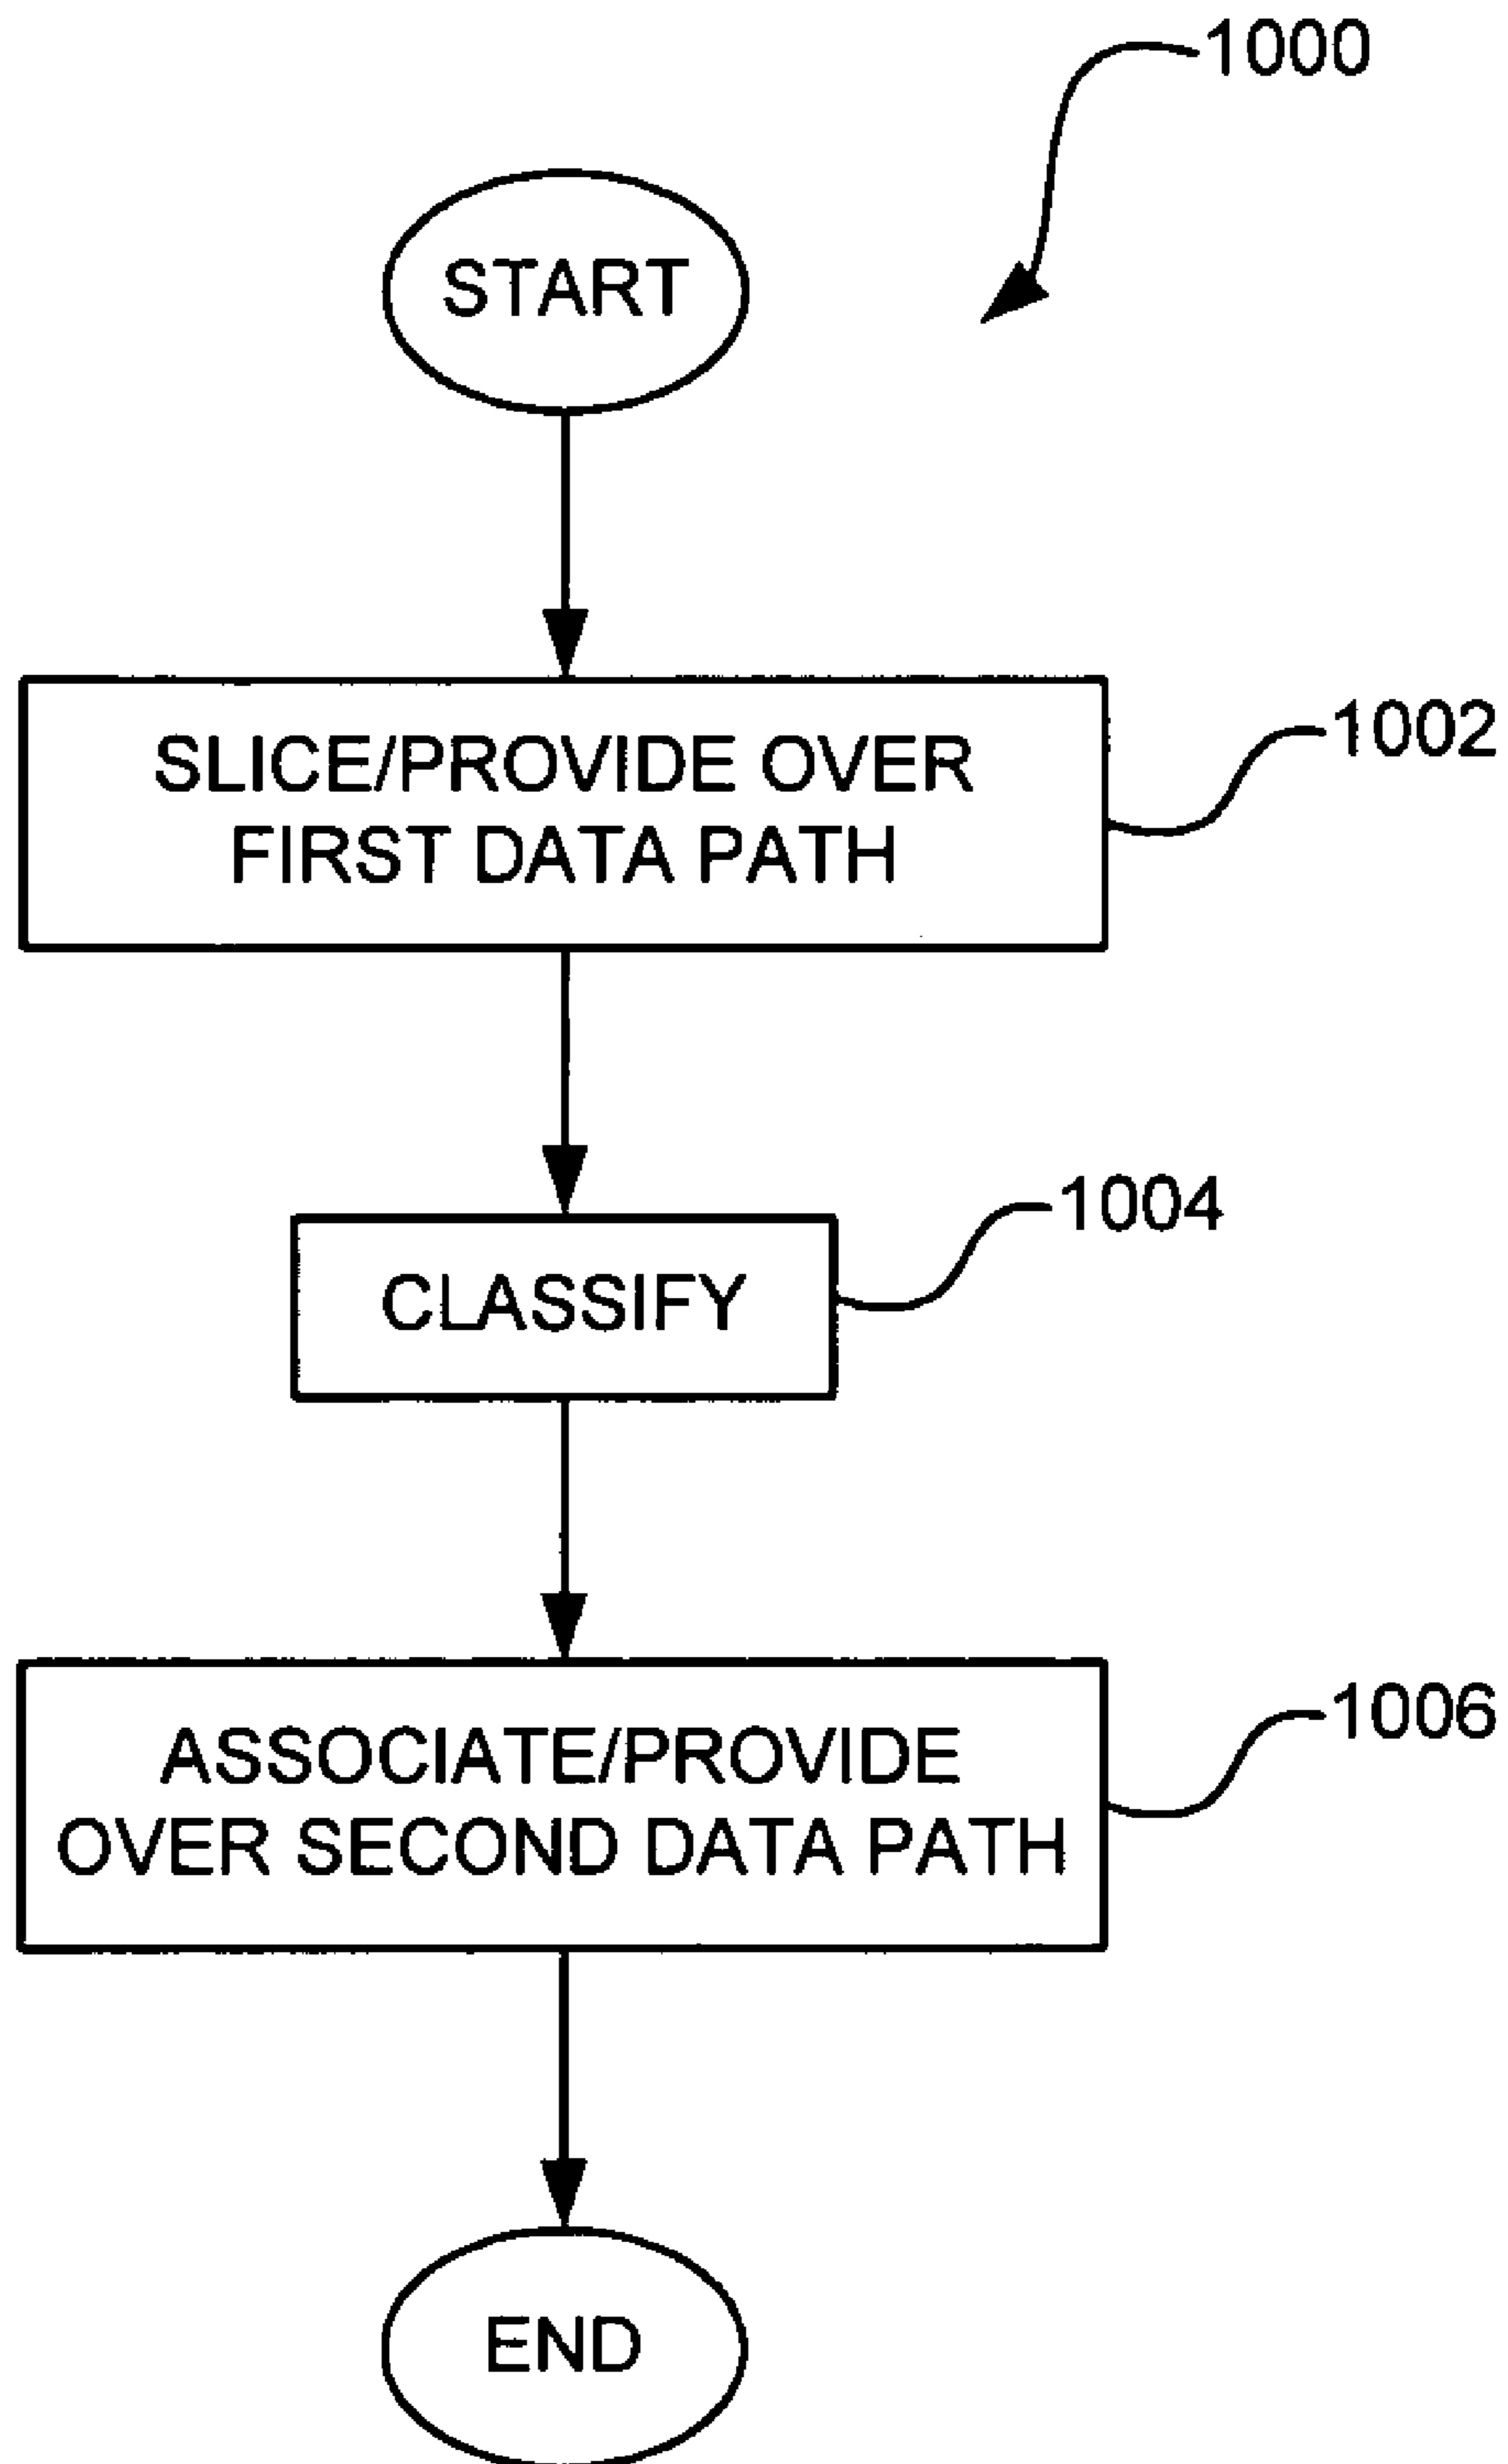 1000
START
SLICE/PROVIDE OVER
FIRST DATA PATH
1002
CLASSIFY
1004
ASSOCIATE/PROVIDE
OVER SECOND DATA PATH
1006
END